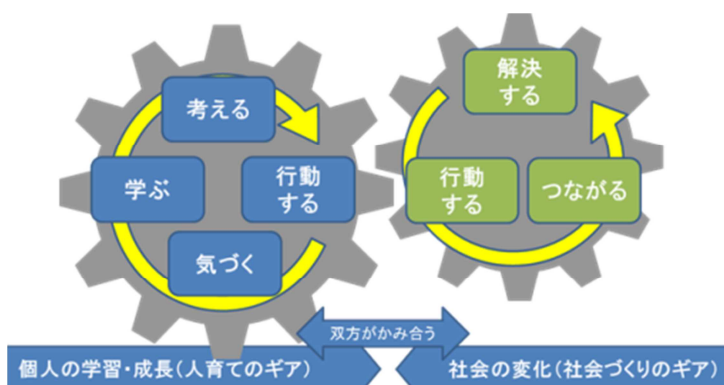 考える
学ぶ
行動
する
気づく
解決
する
行動
する
つながる
双方がかみ合う
個人の学習・成長(人育てのギア)
社会の変化(社会づくりのギア)